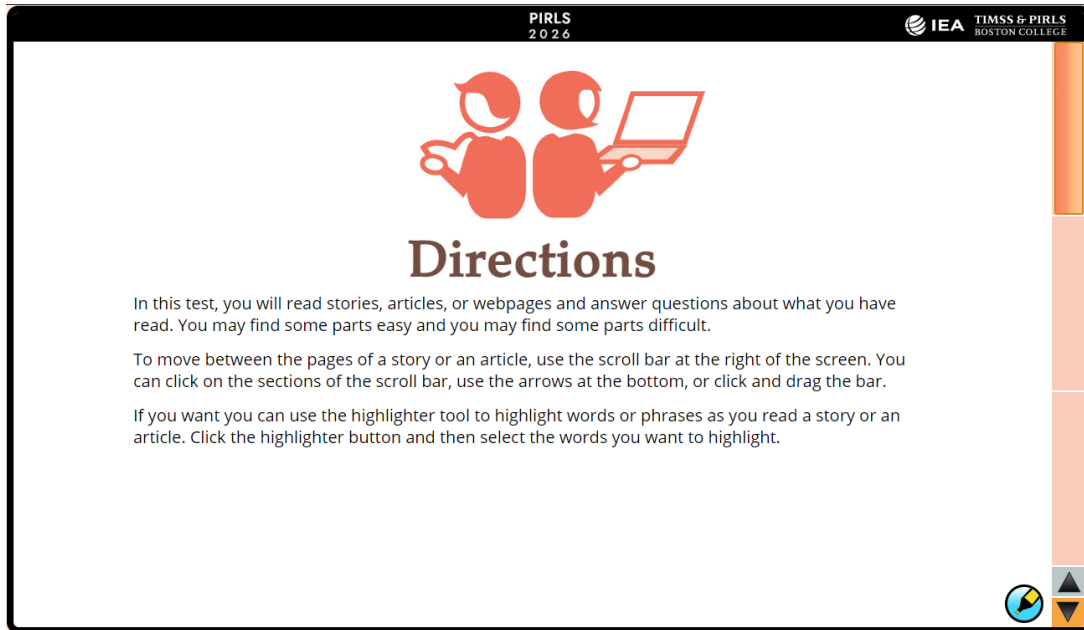 PIRLS
2026
IEA
TIMSS & PIRLS
BOSTON COLLEGE
Directions
In this test, you will read stories, articles, or webpages and answer questions about what you have
read. You may find some parts easy and you may find some parts difficult.
To move between the pages of a story or an article, use the scroll bar at the right of the screen. You
can click on the sections of the scroll bar, use the arrows at the bottom, or click and drag the bar.
If you want you can use the highlighter tool to highlight words or phrases as you read a story or an
article. Click the highlighter button and then select the words you want to highlight.